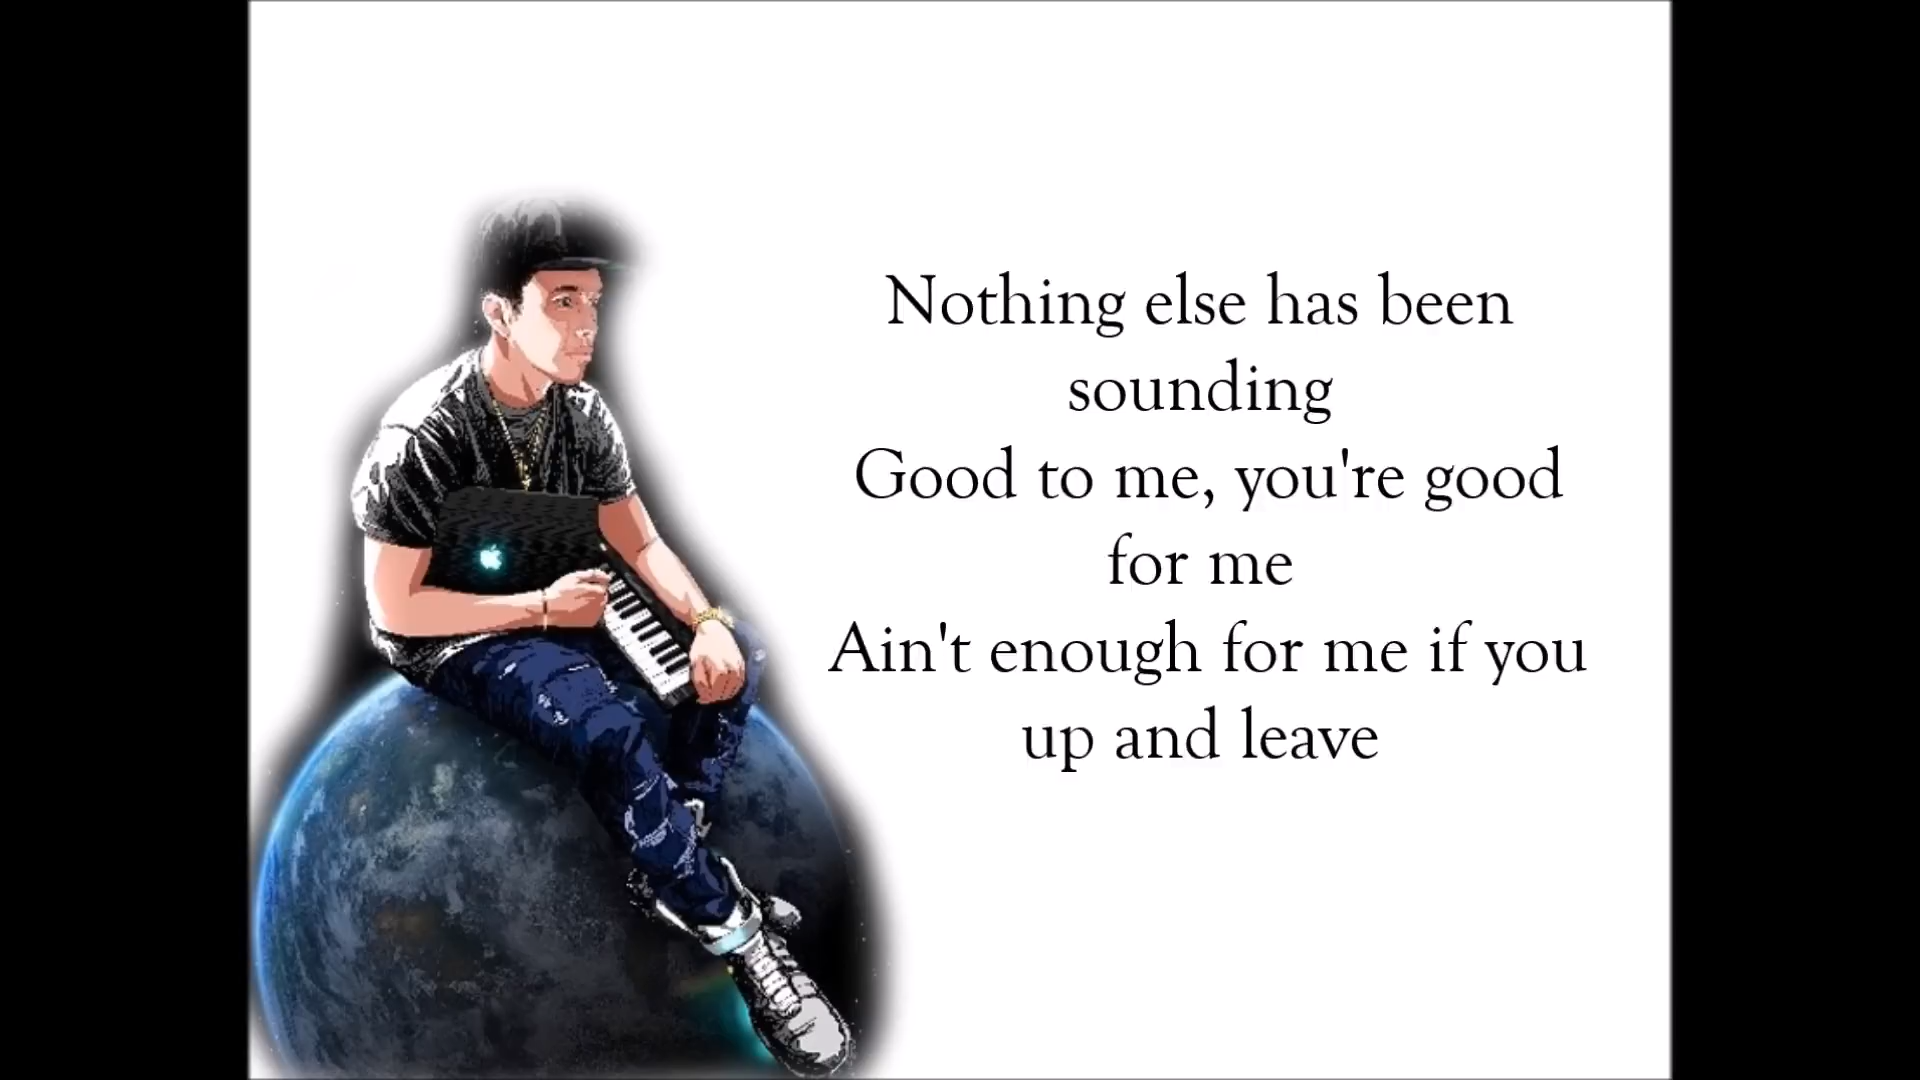 Nothing else has been
sounding
Good to me, you're good
for me
Ain't enough for me if you
up and leave